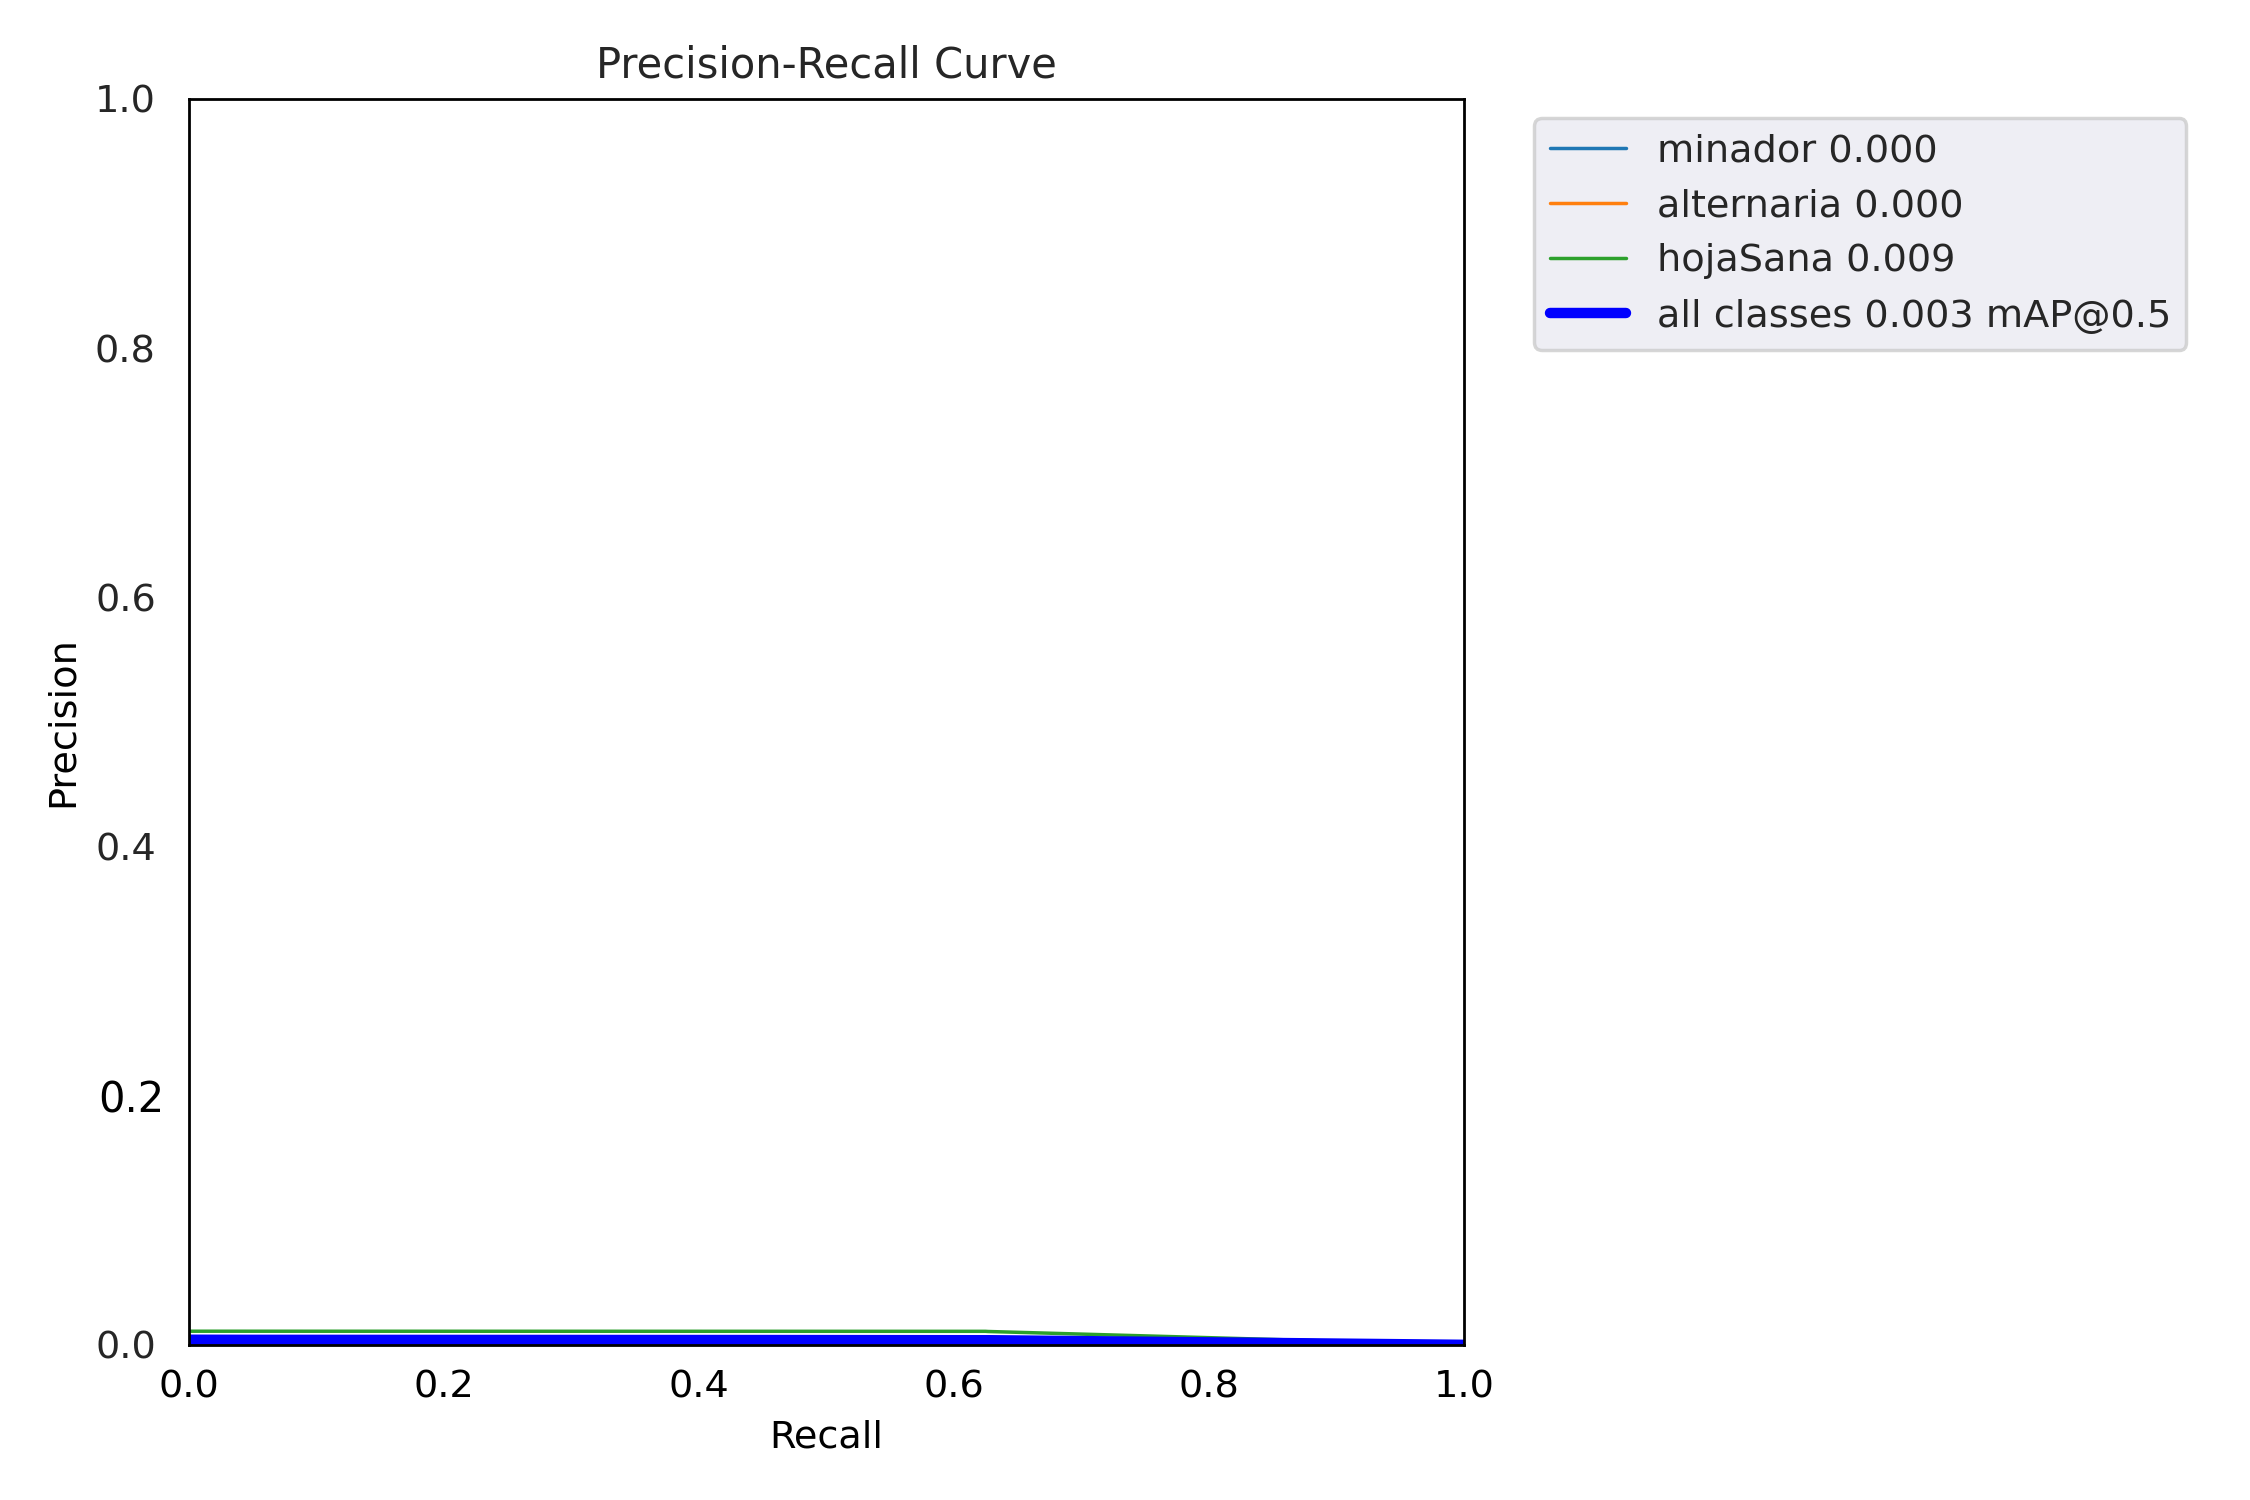 Precision-Recall Curve
1.0
0.8
0.6
0.4
0.2
0.0
Precision
0.0 0.2 0.4 0.6 0.8 1.0
Recall
minador 0.000
alternaria 0.000
hojaSana 0.009
all classes 0.003 mAP@0.5